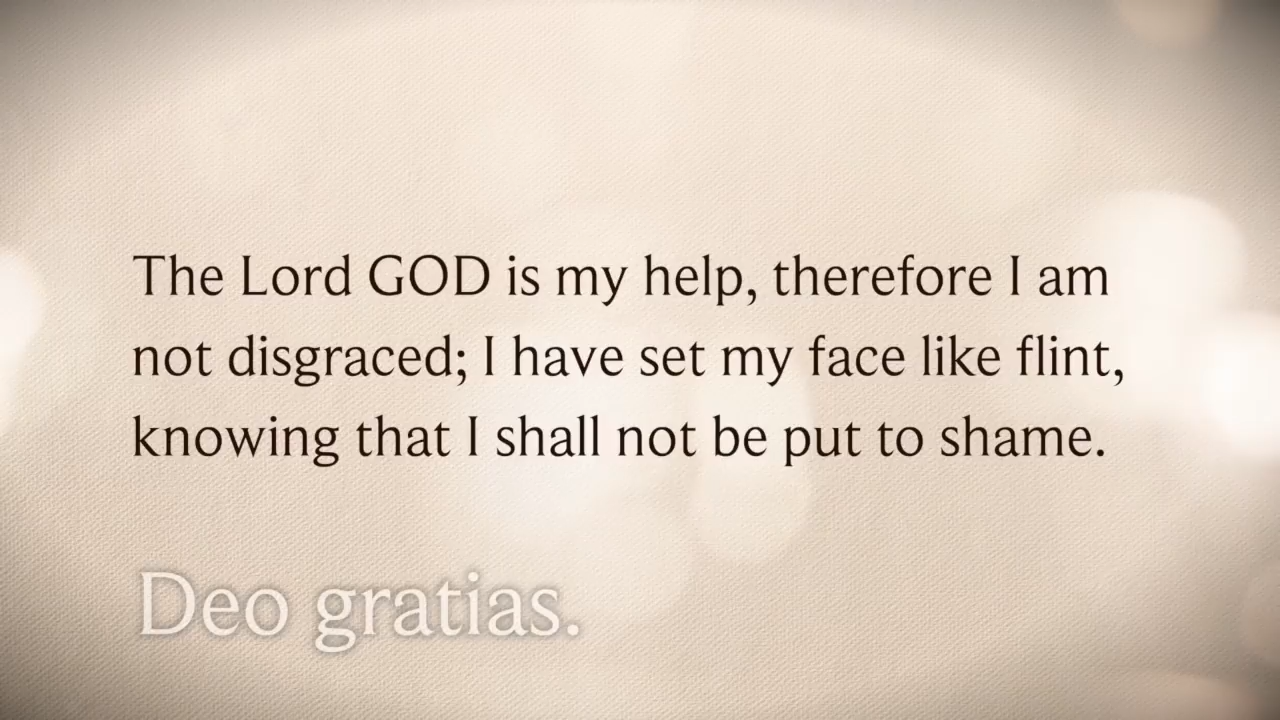 The Lord GOD is my help, therefore I am
not disgraced; I have set my face like flint,
knowing that I shall not be put to shame.
Deo gratias.